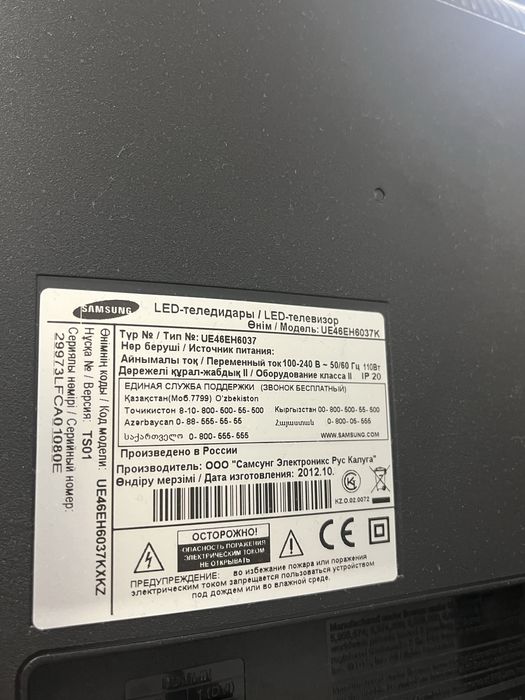 SAMSUNG
LED-теледидары / LED-телевизор
Өнім / Модель: UE46EH6037K
Түр № / Тип №: UE46EH6037
Нәр беруші / Источник питания:
Айнымалы тоқ / Переменный ток 100-240 В ~ 50/60 Гц 110Вт
Дәрежелі құрал-жабдық II / Оборудование класса II IP 20
ЕДИНАЯ СЛУЖБА ПОДДЕРЖКИ (ЗВОНОК БЕСПЛАТНЫЙ)
Қазақстан(Моб.7799) O'zbekiston
Тоҷикистон 8-10-800-500-55-500 Кыргызстан 00-800-500-55-500
Azərbaycan 0-88-555-55-55 Հայաստան 0-800-05-555
საქართველო 0-800-555-555 WWW.SAMSUNG.COM
Произведено в России
Производитель: ООО "Самсунг Электроникс Рус Калуга"
Өндіру мерзімі / Дата изготовления: 2012.10.
KZ.O.02.0072
ОСТОРОЖНО!
ОПАСНОСТЬ ПОРАЖЕНИЯ
ЭЛЕКТРИЧЕСКИМ ТОКОМ
НЕ ОТКРЫВАТЬ
CE
ПРЕДУПРЕЖДЕНИЕ: во избежание пожара или поражения
электрическим током запрещается пользоваться устройством
под дождем или во влажной среде.
Өнімнің коды / Код модели: UE46EH6037KXKZ
Нұсқа № / Версия: TS01
Сериялы нөмірі / Серийный номер:
29973LFCA01080E